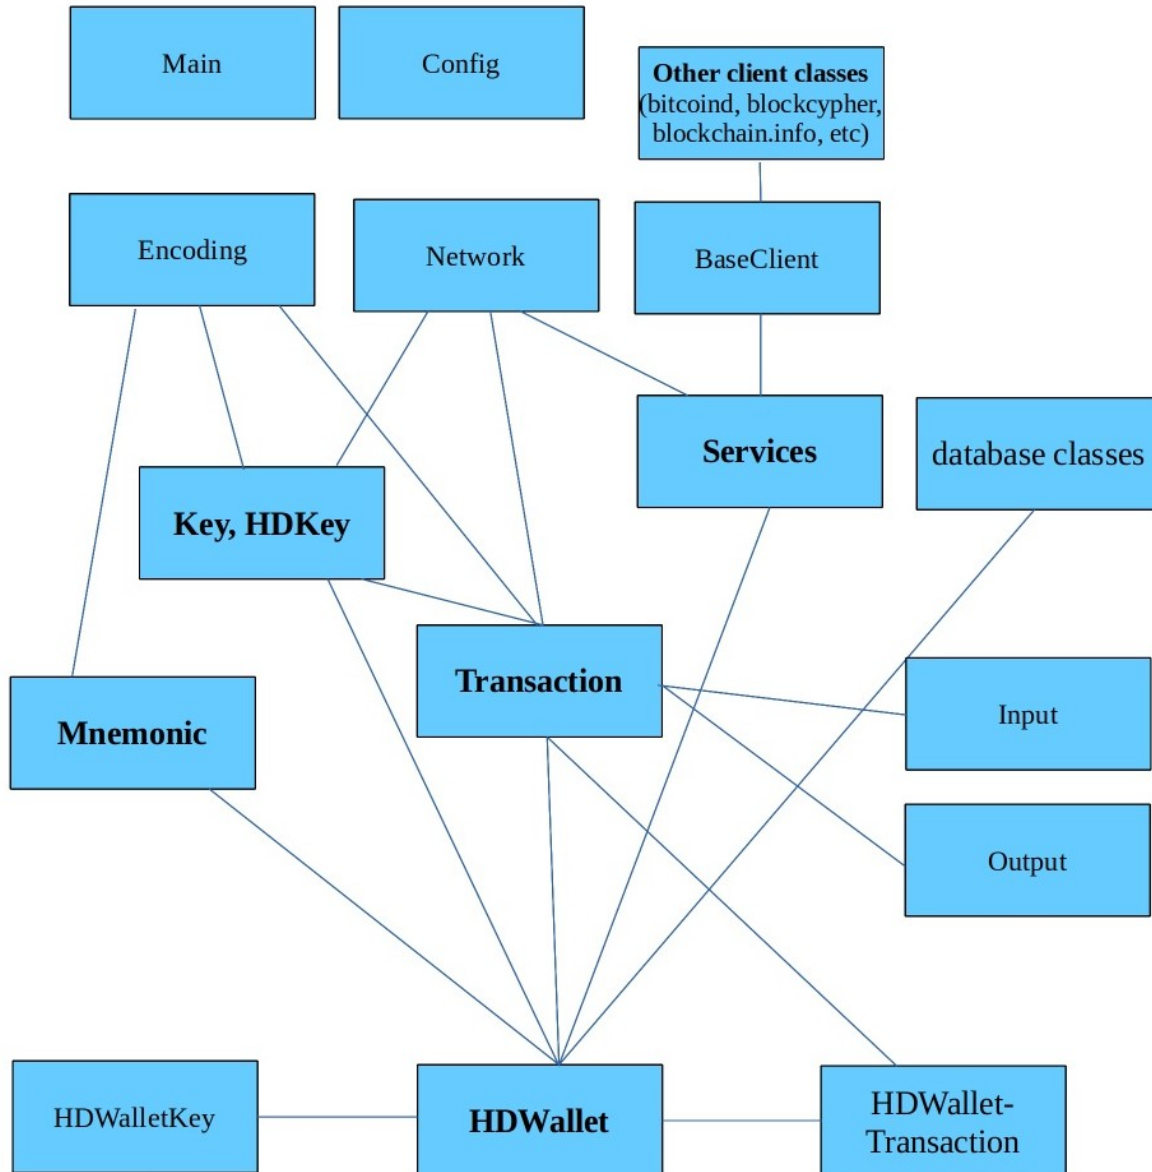 Main
Config
Other client classes
(bitcoind, blockcypher,
blockchain.info, etc)
Encoding
Network
BaseClient
Services
database classes
Key, HDKey
Transaction
Mnemonic
Input
Output
HDWalletKey
HDWallet
HDWallet-
Transaction